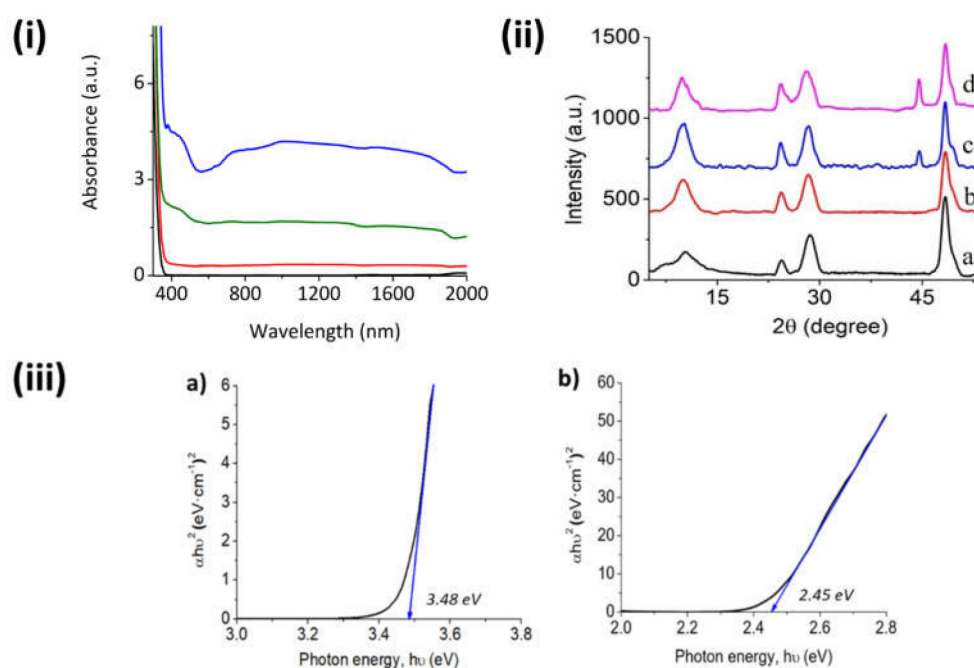 (i)
Absorbance (a.u.)
6
3
0
400
800
1200
1600
2000
Wavelength (nm)
(ii)
Intensity (a.u.)
1500
1000
500
0
d
c
b
a
15
30
45
2θ (degree)
(iii)
a)
αhυ² (eV·cm⁻¹)²
6
5
4
3
2
1
0
3.48 eV
3.0
3.2
3.4
3.6
3.8
Photon energy, hυ (eV)
b)
αhυ² (eV·cm⁻¹)²
60
50
40
30
20
10
0
2.45 eV
2.0
2.2
2.4
2.6
2.8
Photon energy, hυ (eV)